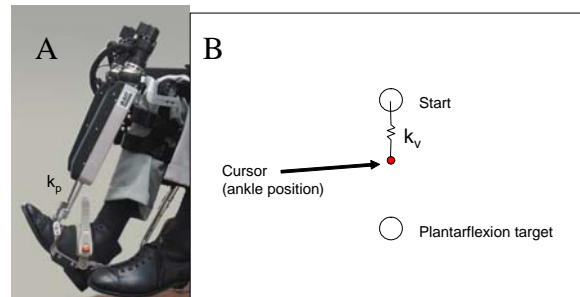 A
B
Start
k_v
k_p
Cursor
(ankle position)
Plantarflexion target